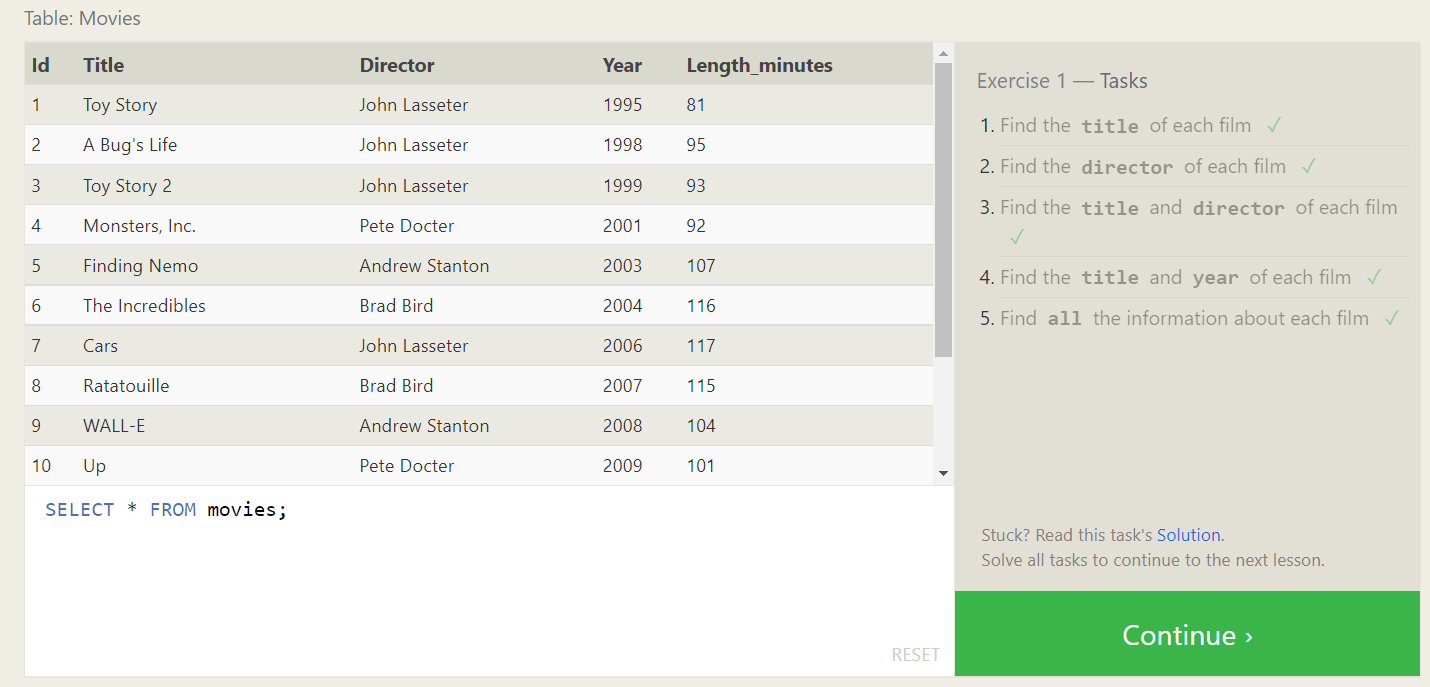 Table: Movies
Id Title Director Year Length_minutes
1 Toy Story John Lasseter 1995 81
2 A Bug's Life John Lasseter 1998 95
3 Toy Story 2 John Lasseter 1999 93
4 Monsters, Inc. Pete Docter 2001 92
5 Finding Nemo Andrew Stanton 2003 107
6 The Incredibles Brad Bird 2004 116
7 Cars John Lasseter 2006 117
8 Ratatouille Brad Bird 2007 115
9 WALL-E Andrew Stanton 2008 104
10 Up Pete Docter 2009 101
SELECT * FROM movies;
RESET
Exercise 1 — Tasks
1. Find the title of each film ✓
2. Find the director of each film ✓
3. Find the title and director of each film
✓
4. Find the title and year of each film ✓
5. Find all the information about each film ✓
Stuck? Read this task's Solution.
Solve all tasks to continue to the next lesson.
Continue ›